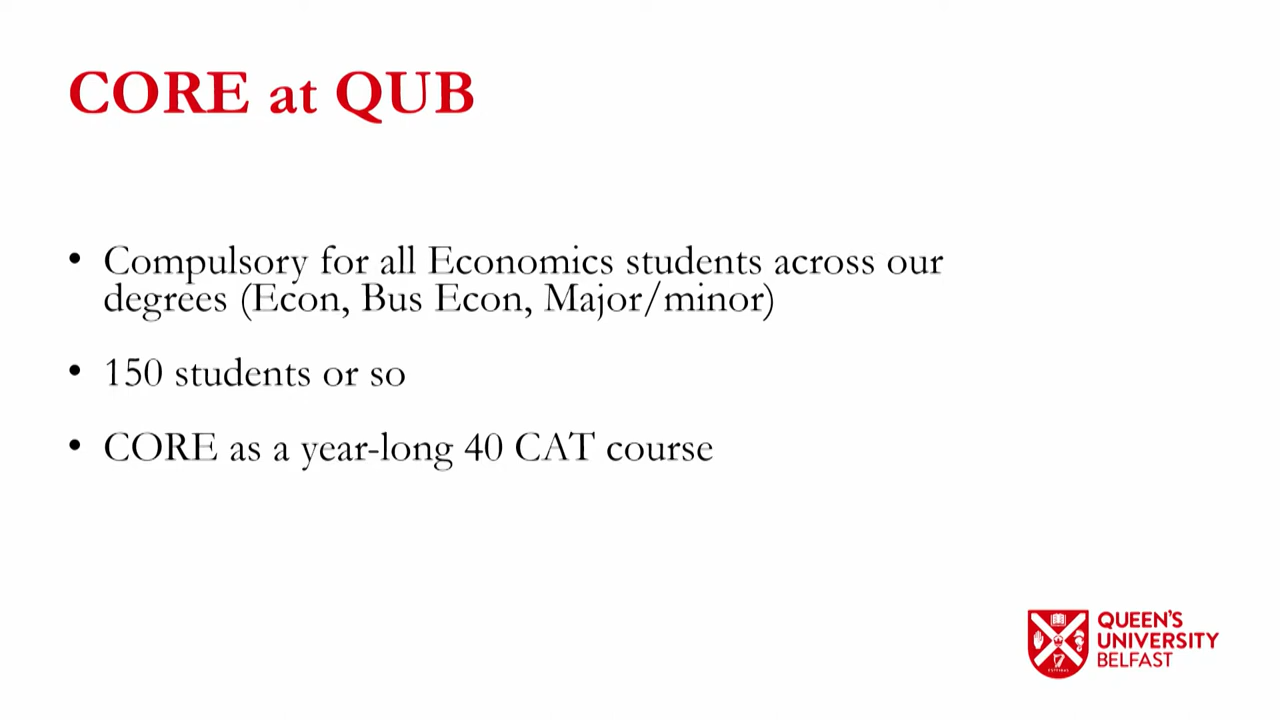 CORE at QUB
• Compulsory for all Economics students across our
degrees (Econ, Bus Econ, Major/minor)
• 150 students or so
• CORE as a year-long 40 CAT course
QUEEN'S
UNIVERSITY
BELFAST